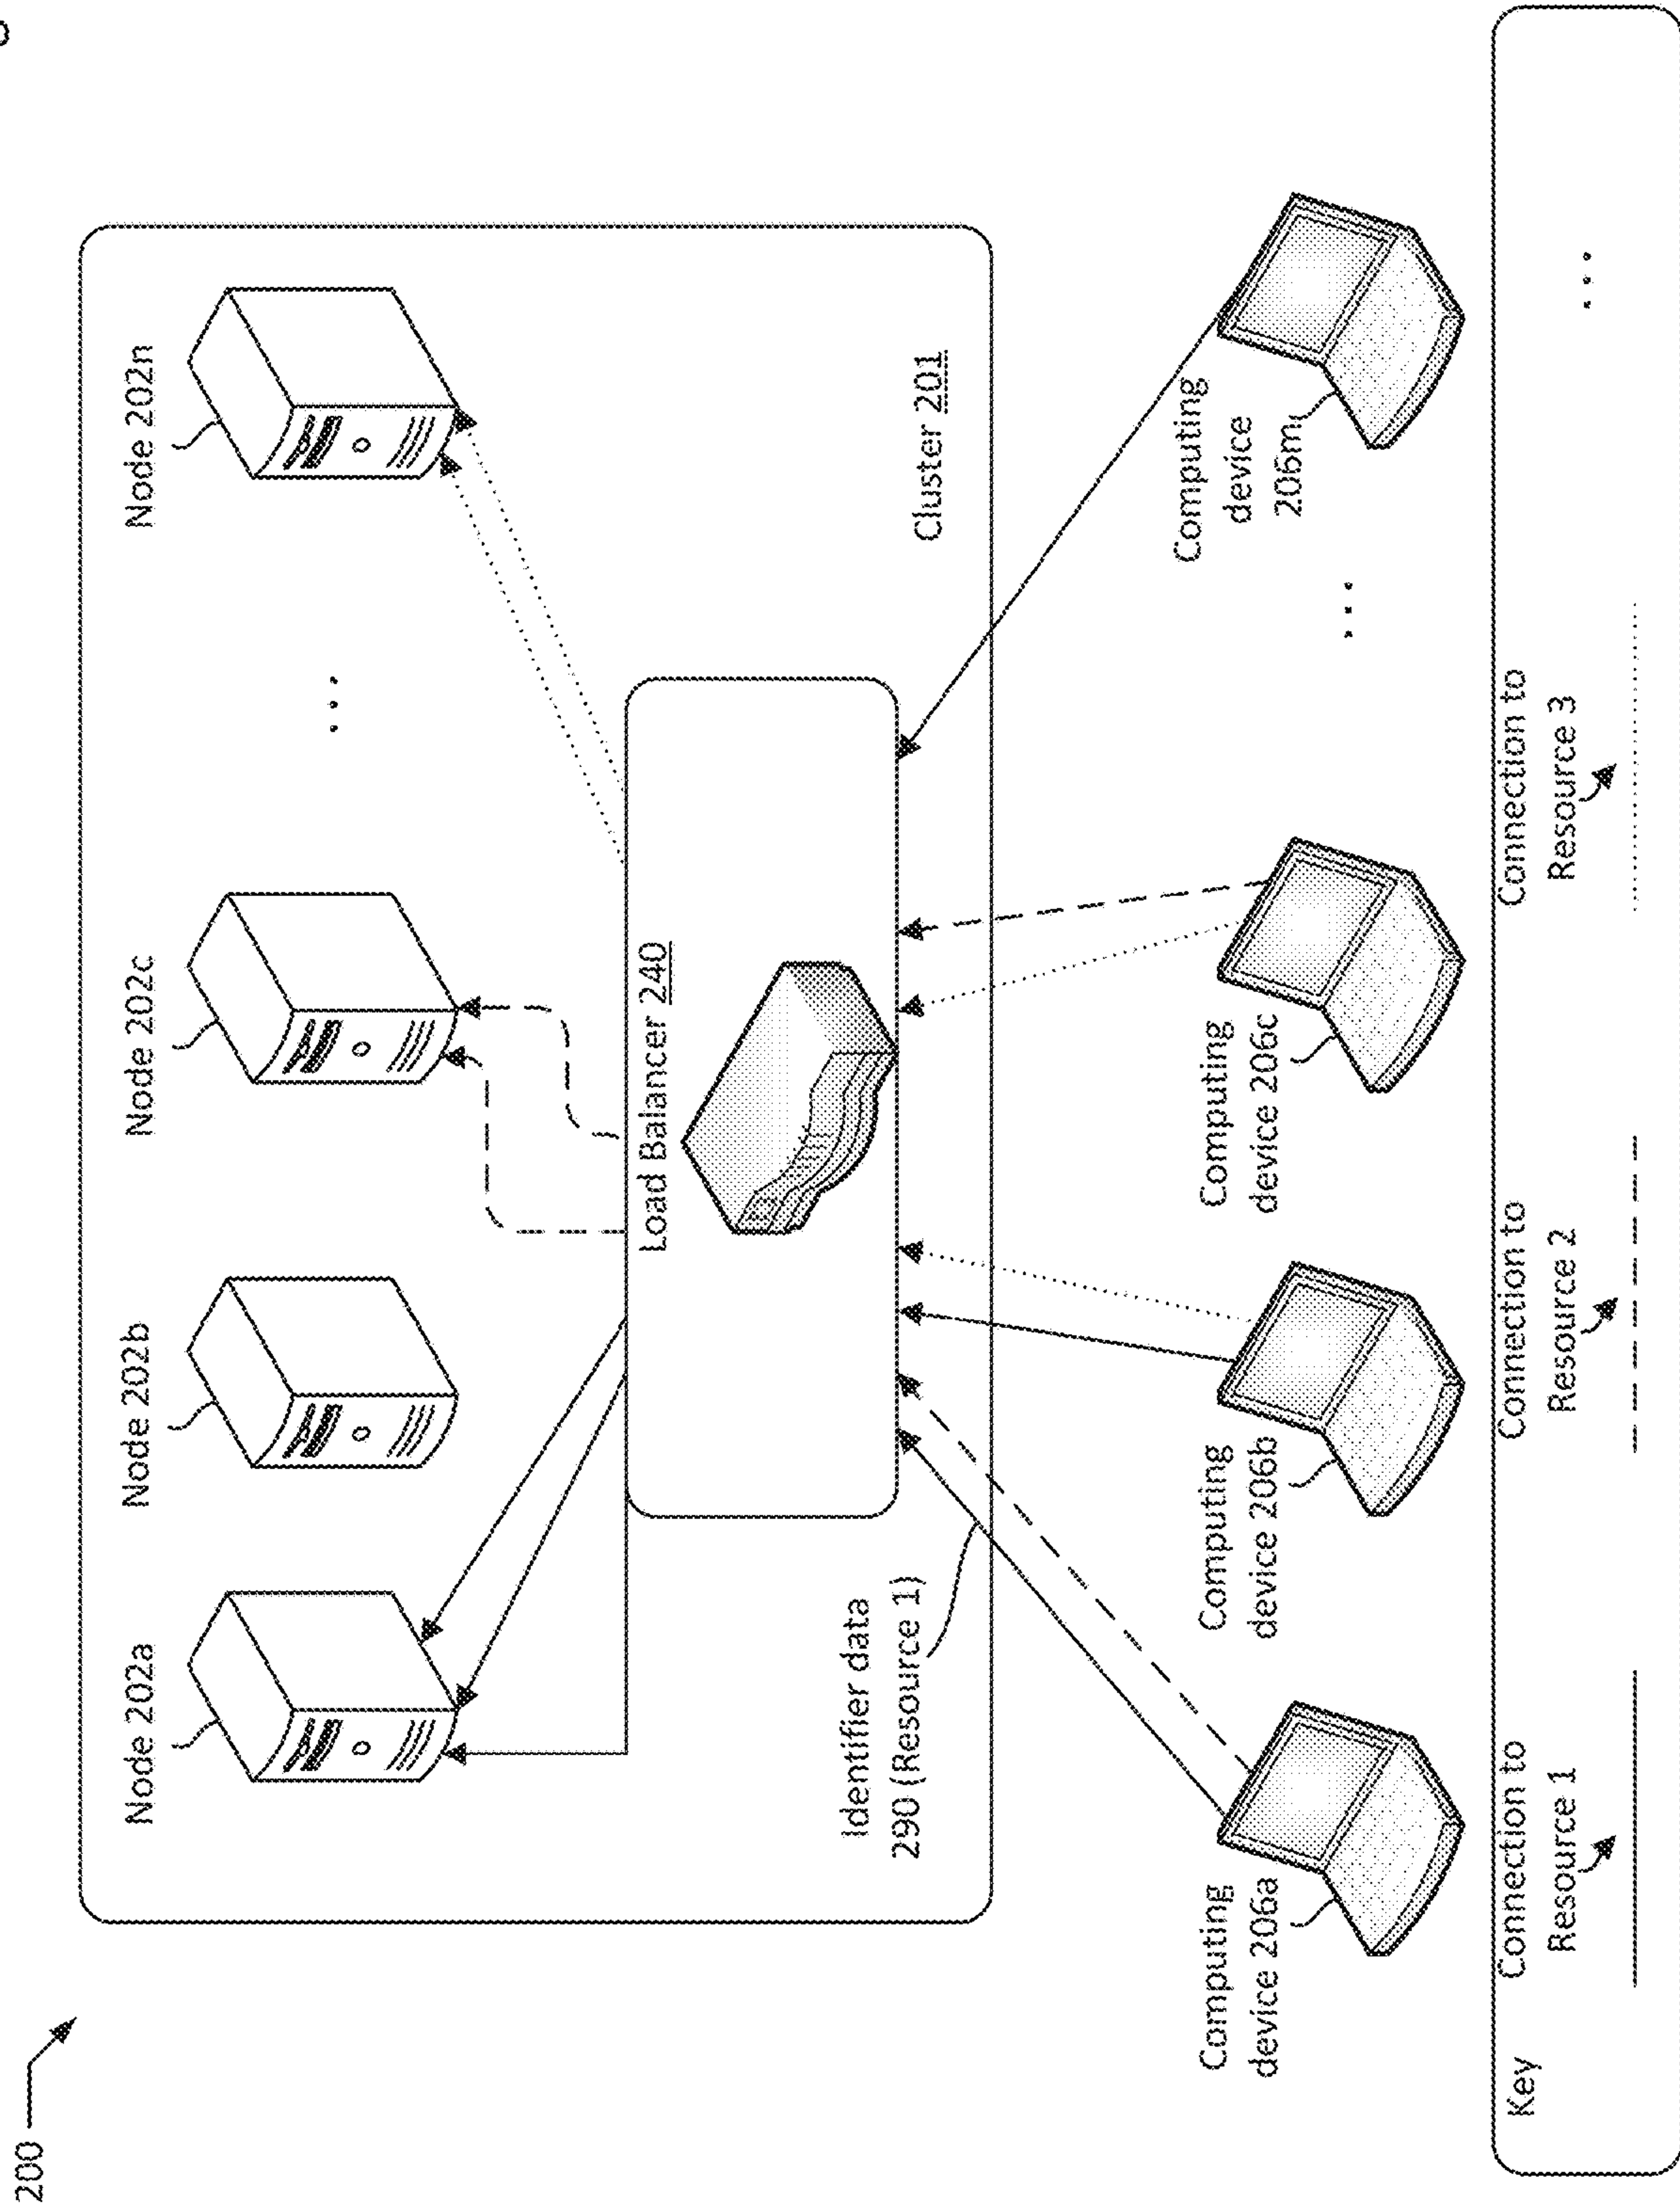 200
Node 202a
Node 202b
Node 202c
...
Node 202n
Load Balancer 240
Identifier data
290 (Resource 1)
Cluster 201
Computing
device 206a
Computing
device 206b
Computing
device 206c
...
Computing
device
206m
Key
Connection to
Resource 1
Connection to
Resource 2
Connection to
Resource 3
...